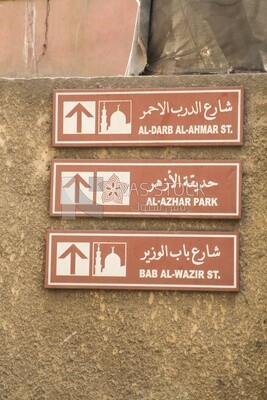 شارع الدرب الاحمر
AL-DARB AL-AHMAR ST.
حديقة الأزهر
AL-AZHAR PARK
شارع باب الوزير
BAB AL-WAZIR ST.